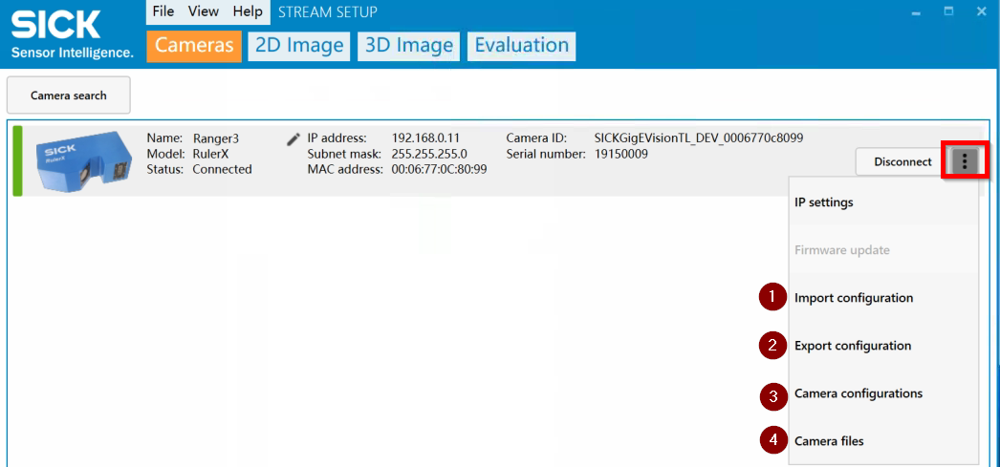 SICK
Sensor Intelligence.
File View Help STREAM SETUP
Cameras 2D Image 3D Image Evaluation
Camera search
SICK
RulerX
Name: Ranger3
Model: RulerX
Status: Connected
IP address: 192.168.0.11
Subnet mask: 255.255.255.0
MAC address: 00:06:77:0C:80:99
Camera ID: SICKGigEVisionTL_DEV_0006770c8099
Serial number: 19150009
Disconnect
IP settings
Firmware update
1 Import configuration
2 Export configuration
3 Camera configurations
4 Camera files